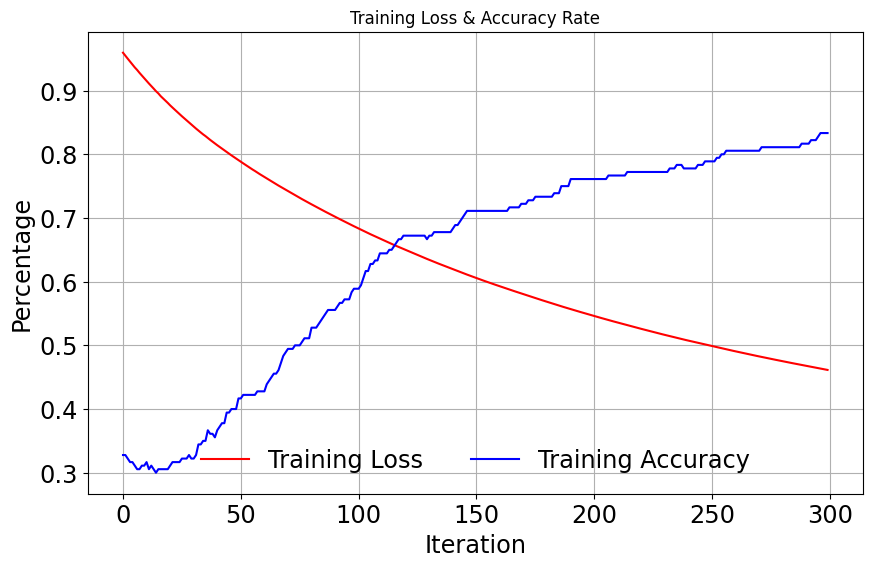 Training Loss & Accuracy Rate
Percentage
0.9
0.8
0.7
0.6
0.5
0.4
0.3
Training Loss Training Accuracy
0 50 100 150 200 250 300
Iteration